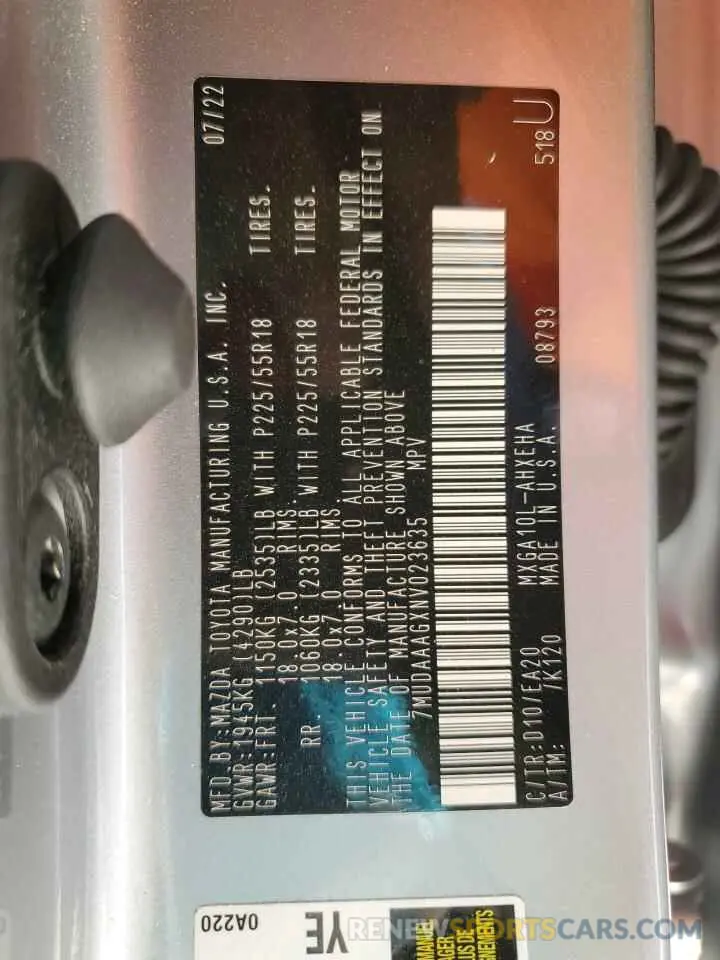 MFD. BY:MAZDA TOYOTA MANUFACTURING U.S.A. INC. 07/22
GVWR:1945KG (4290)LB
GAWR:FRT. 1150KG (2535)LB WITH P225/55R18 TIRES.
18.0x7.0 RIMS.
RR. 1060KG (2335)LB WITH P225/55R18 TIRES.
18.0x7.0 RIMS
THIS VEHICLE CONFORMS TO ALL APPLICABLE FEDERAL MOTOR
VEHICLE SAFETY AND THEFT PREVENTION STANDARDS IN EFFECT ON
THE DATE OF MANUFACTURE SHOWN ABOVE
7MUDAAAGXNV023635 MPV
C/TR:D10/EA20 MXGA10L-AHXEHA 08793 518U
A/TM: /K120 MADE IN U.S.A.
0A220
YE
RENEWSPORTSCARS.COM